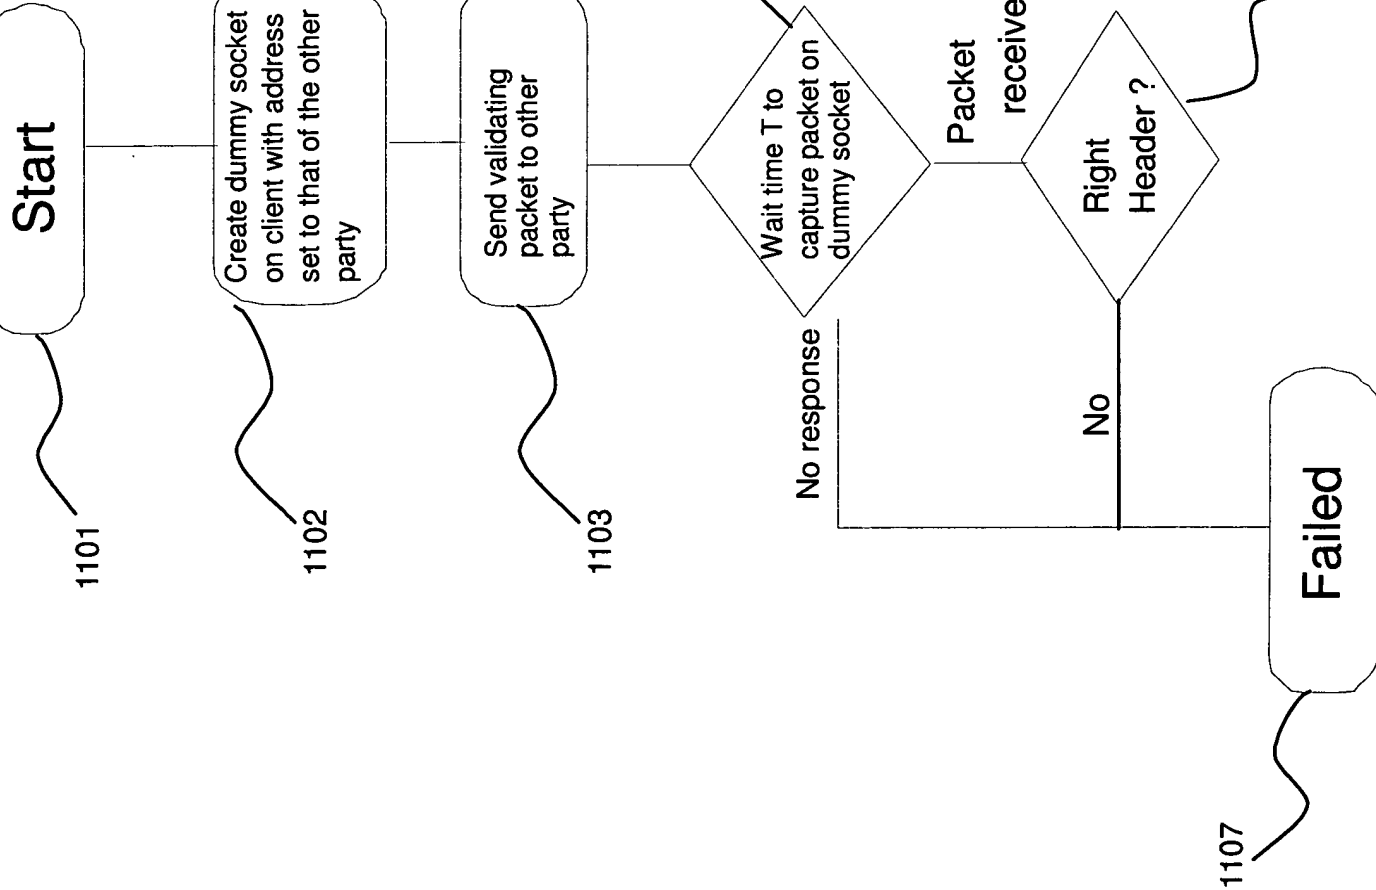 Start
1101
Create dummy socket
on client with address
set to that of the other
party
1102
Send validating
packet to other
party
1103
Wait time T to
capture packet on
dummy socket
No response
Packet
receive
Right
Header ?
No
Failed
1107